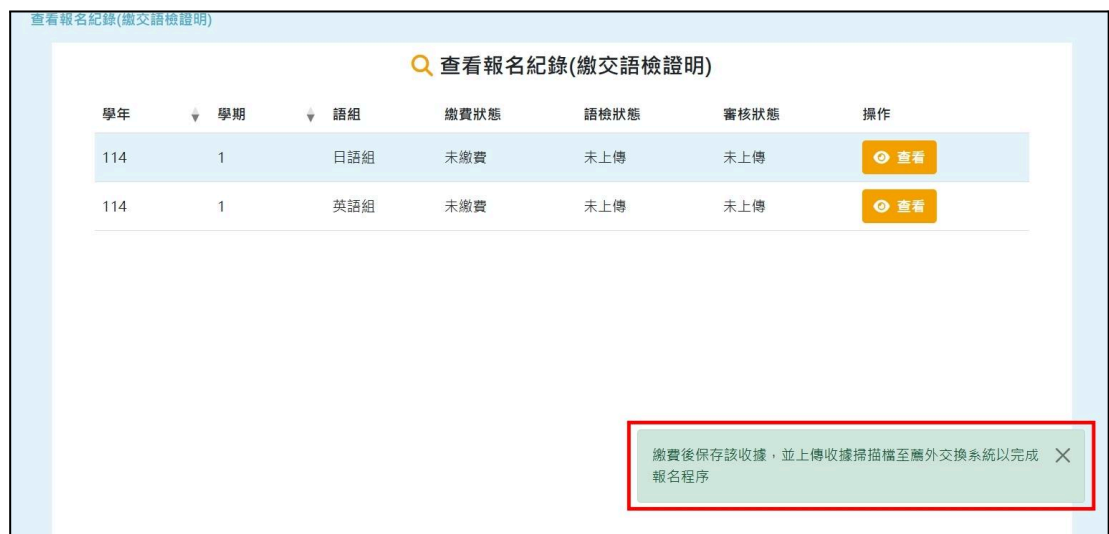 查看報名紀錄(繳交語檢證明)
查看報名紀錄(繳交語檢證明)
學年 學期 語組 繳費狀態 語檢狀態 審核狀態 操作
114 1 日語組 未繳費 未上傳 未上傳 查看
114 1 英語組 未繳費 未上傳 未上傳 查看
繳費後保存該收據，並上傳收據掃描檔至薦外交換系統以完成
報名程序